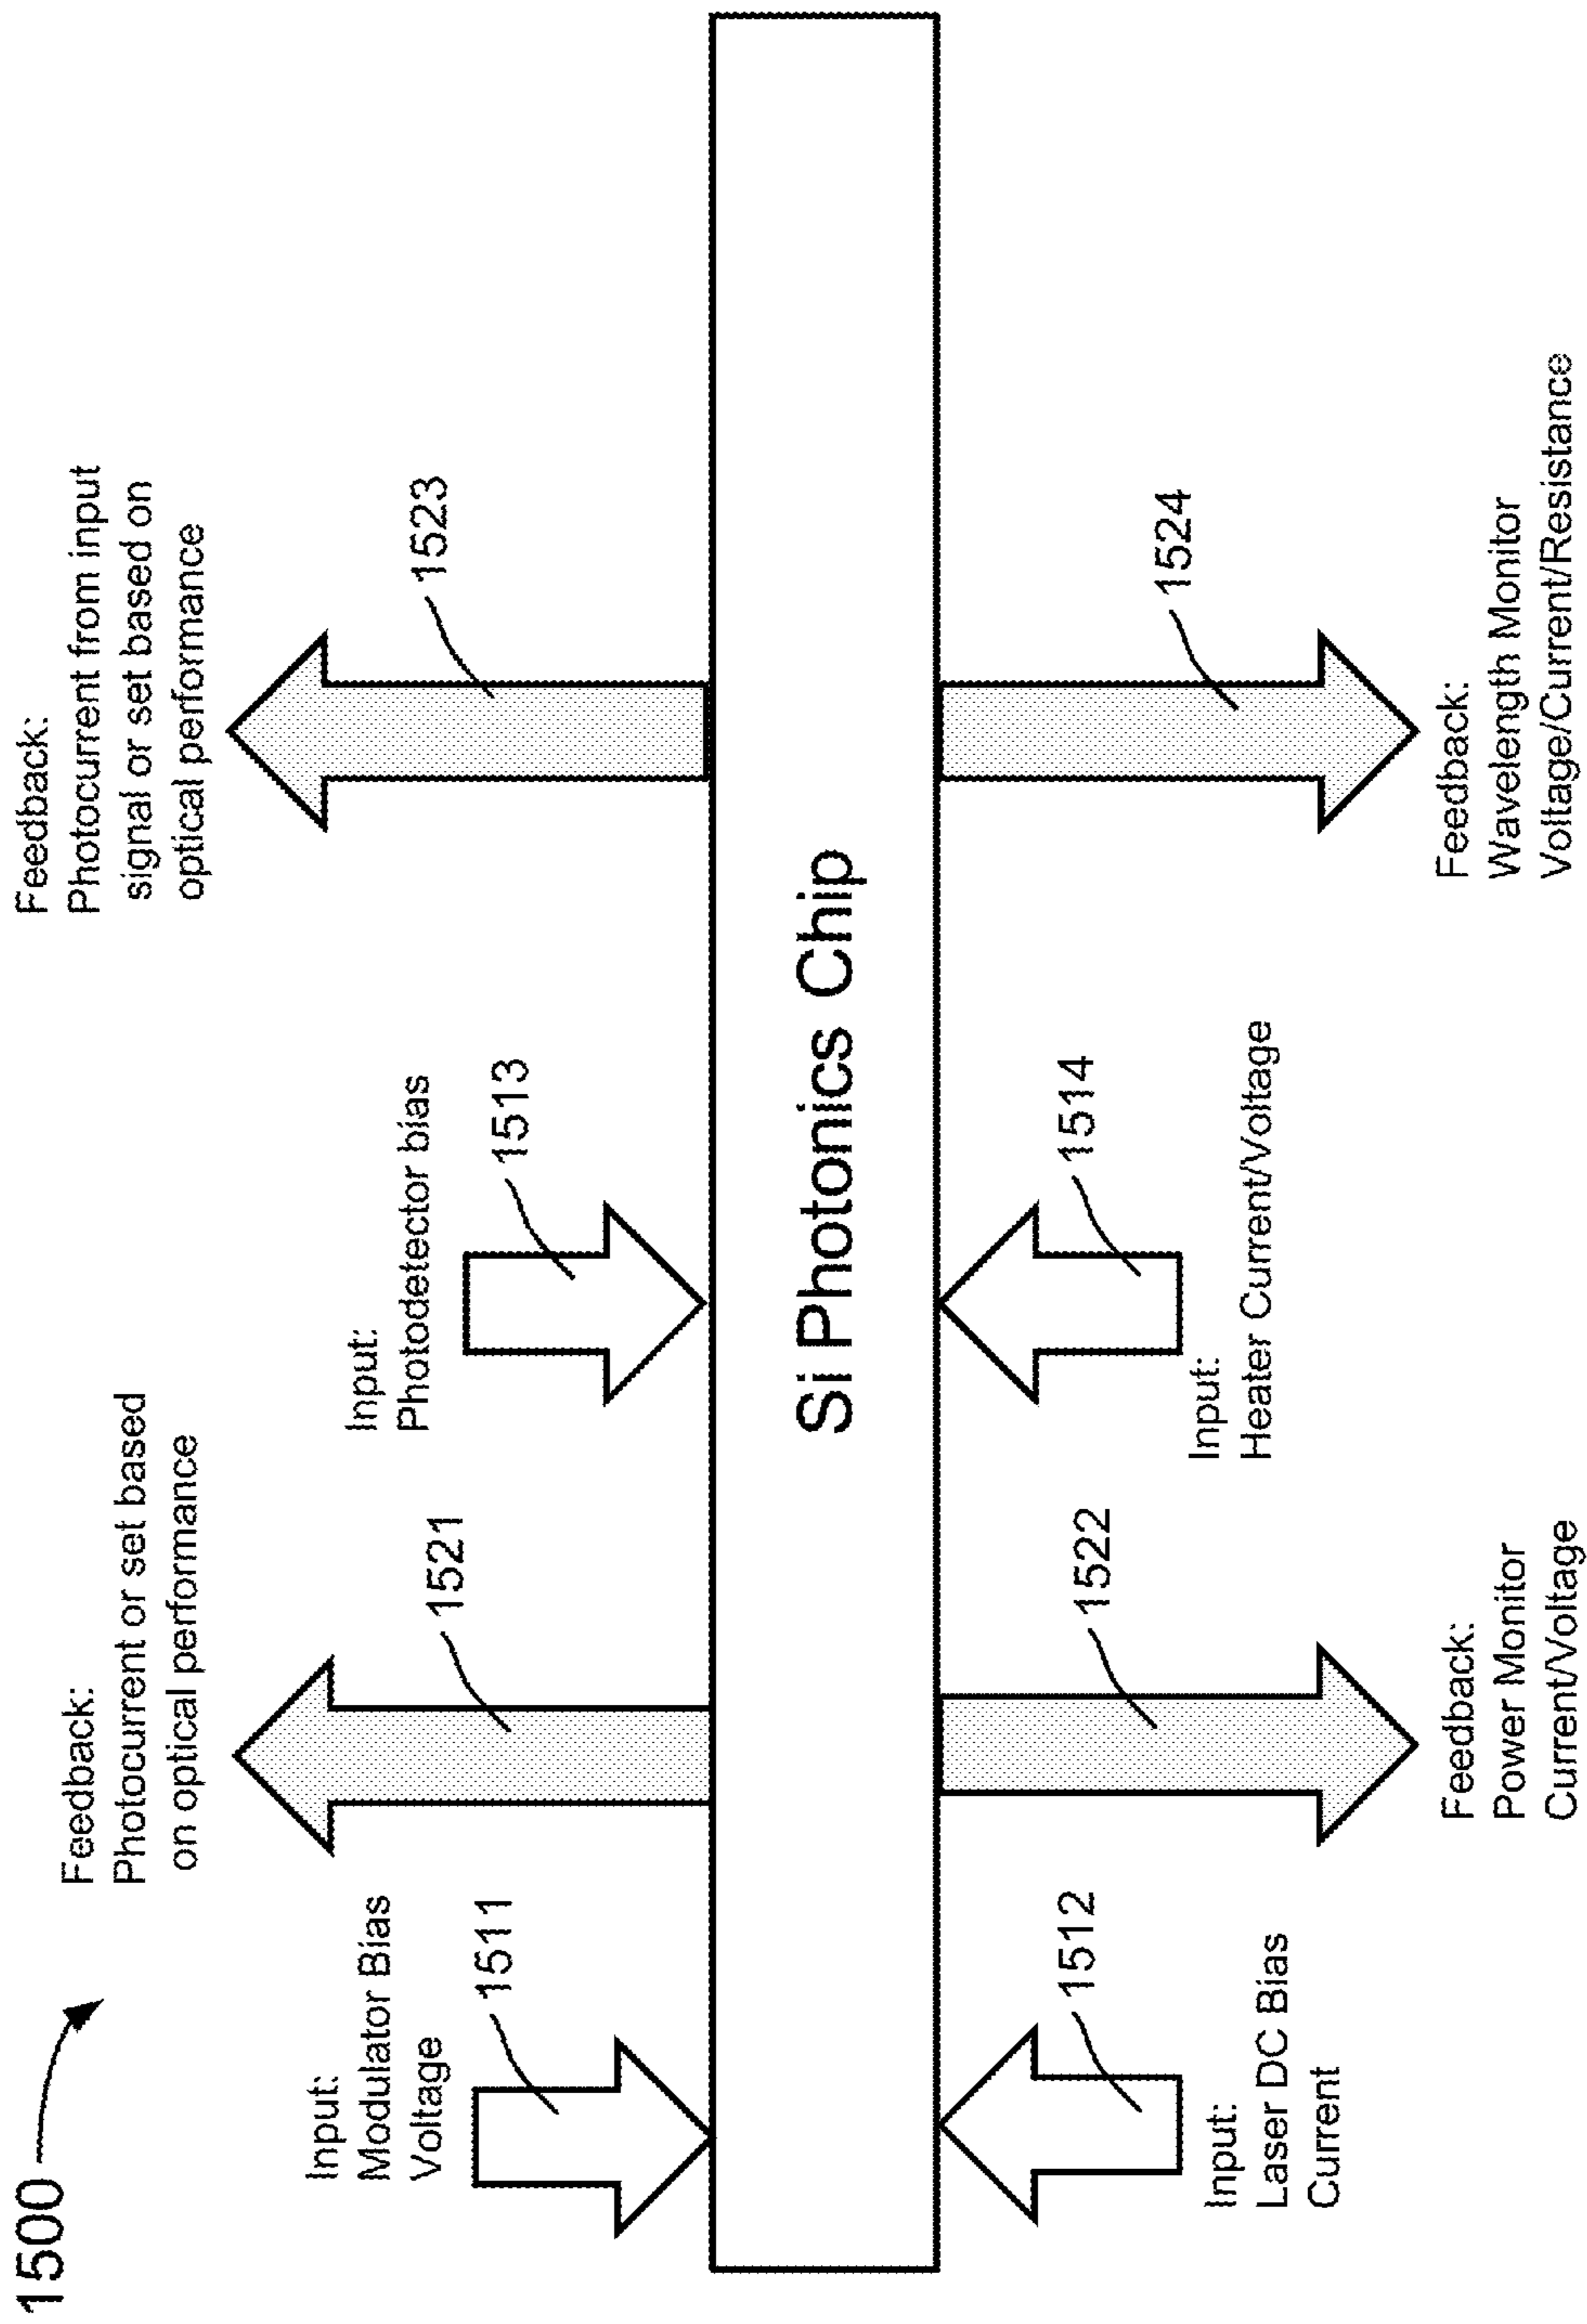 1500
Feedback:
Photocurrent or set based
on optical performance
Feedback:
Photocurrent from input
signal or set based on
optical performance
Input:
Modulator Bias
Voltage
1511
1521
Input:
Photodetector bias
1513
1523
Si Photonics Chip
1512
Input:
Laser DC Bias
Current
1522
Feedback:
Power Monitor
Current/Voltage
1514
Input:
Heater Current/Voltage
1524
Feedback:
Wavelength Monitor
Voltage/Current/Resistance